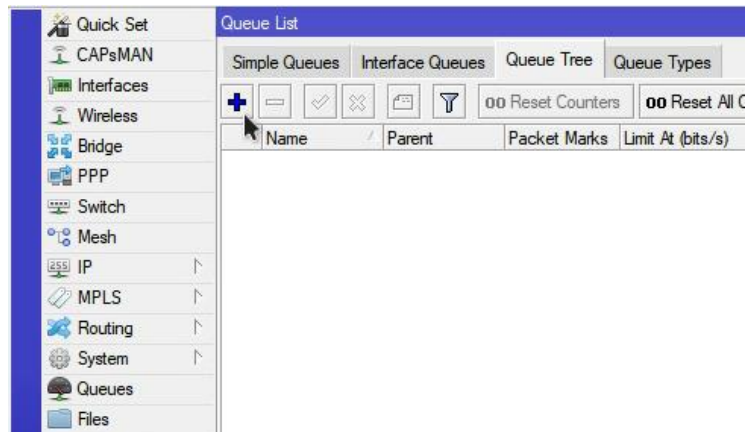 Quick Set
CAPsMAN
Interfaces
Wireless
Bridge
PPP
Switch
Mesh
255
IP
MPLS
Routing
System
Queues
Files
Queue List
Simple Queues Interface Queues Queue Tree Queue Types
00 Reset Counters 00 Reset All C
Name Parent Packet Marks Limit At (bits/s)